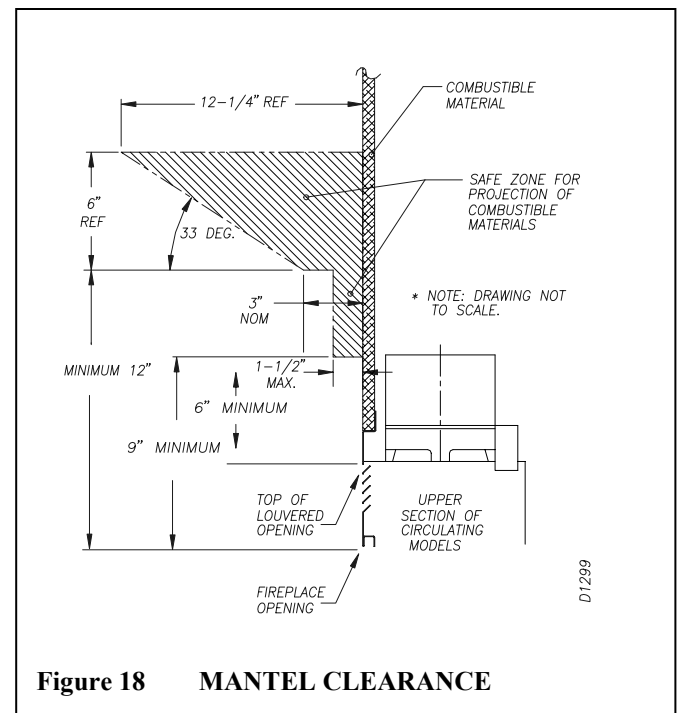 12-1/4" REF
COMBUSTIBLE
MATERIAL
6"
REF
33 DEG.
SAFE ZONE FOR
PROJECTION OF
COMBUSTIBLE
MATERIALS
3"
NOM
* NOTE: DRAWING NOT
TO SCALE.
MINIMUM 12"
1-1/2"
MAX.
6" MINIMUM
9" MINIMUM
TOP OF
LOUVERED
OPENING
UPPER
SECTION OF
CIRCULATING
MODELS
FIREPLACE
OPENING
D1299
Figure 18 MANTEL CLEARANCE